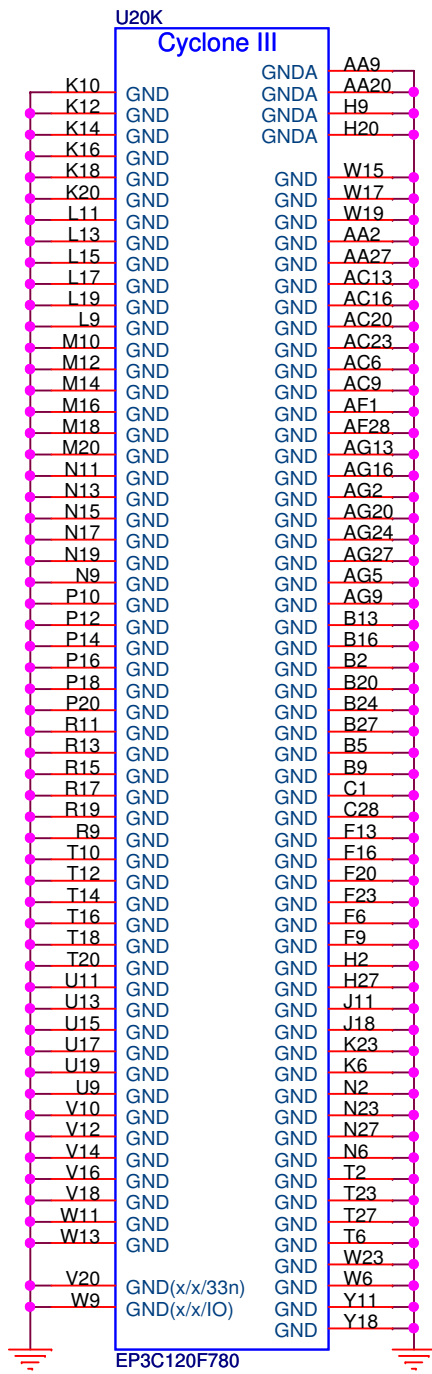 U20K
Cyclone III
GNDA AA9
GNDA AA20
GNDA H9
GNDA H20
K10 GND
K12 GND
K14 GND
K16 GND
K18 GND
K20 GND
L11 GND
L13 GND
L15 GND
L17 GND
L19 GND
L9 GND
M10 GND
M12 GND
M14 GND
M16 GND
M18 GND
M20 GND
N11 GND
N13 GND
N15 GND
N17 GND
N19 GND
N9 GND
P10 GND
P12 GND
P14 GND
P16 GND
P18 GND
P20 GND
R11 GND
R13 GND
R15 GND
R17 GND
R19 GND
R9 GND
T10 GND
T12 GND
T14 GND
T16 GND
T18 GND
T20 GND
U11 GND
U13 GND
U15 GND
U17 GND
U19 GND
U9 GND
V10 GND
V12 GND
V14 GND
V16 GND
V18 GND
W11 GND
W13 GND
V20 GND(x/x/33n)
W9 GND(x/x/IO)
GND W15
GND W17
GND W19
GND AA2
GND AA27
GND AC13
GND AC16
GND AC20
GND AC23
GND AC6
GND AC9
GND AF1
GND AF28
GND AG13
GND AG16
GND AG2
GND AG20
GND AG24
GND AG27
GND AG5
GND AG9
GND B13
GND B16
GND B2
GND B20
GND B24
GND B27
GND B5
GND B9
GND C1
GND C28
GND F13
GND F16
GND F20
GND F23
GND F6
GND F9
GND H2
GND H27
GND J11
GND J18
GND K23
GND K6
GND N2
GND N23
GND N27
GND N6
GND T2
GND T23
GND T27
GND T6
GND W23
GND W6
GND Y11
GND Y18
EP3C120F780